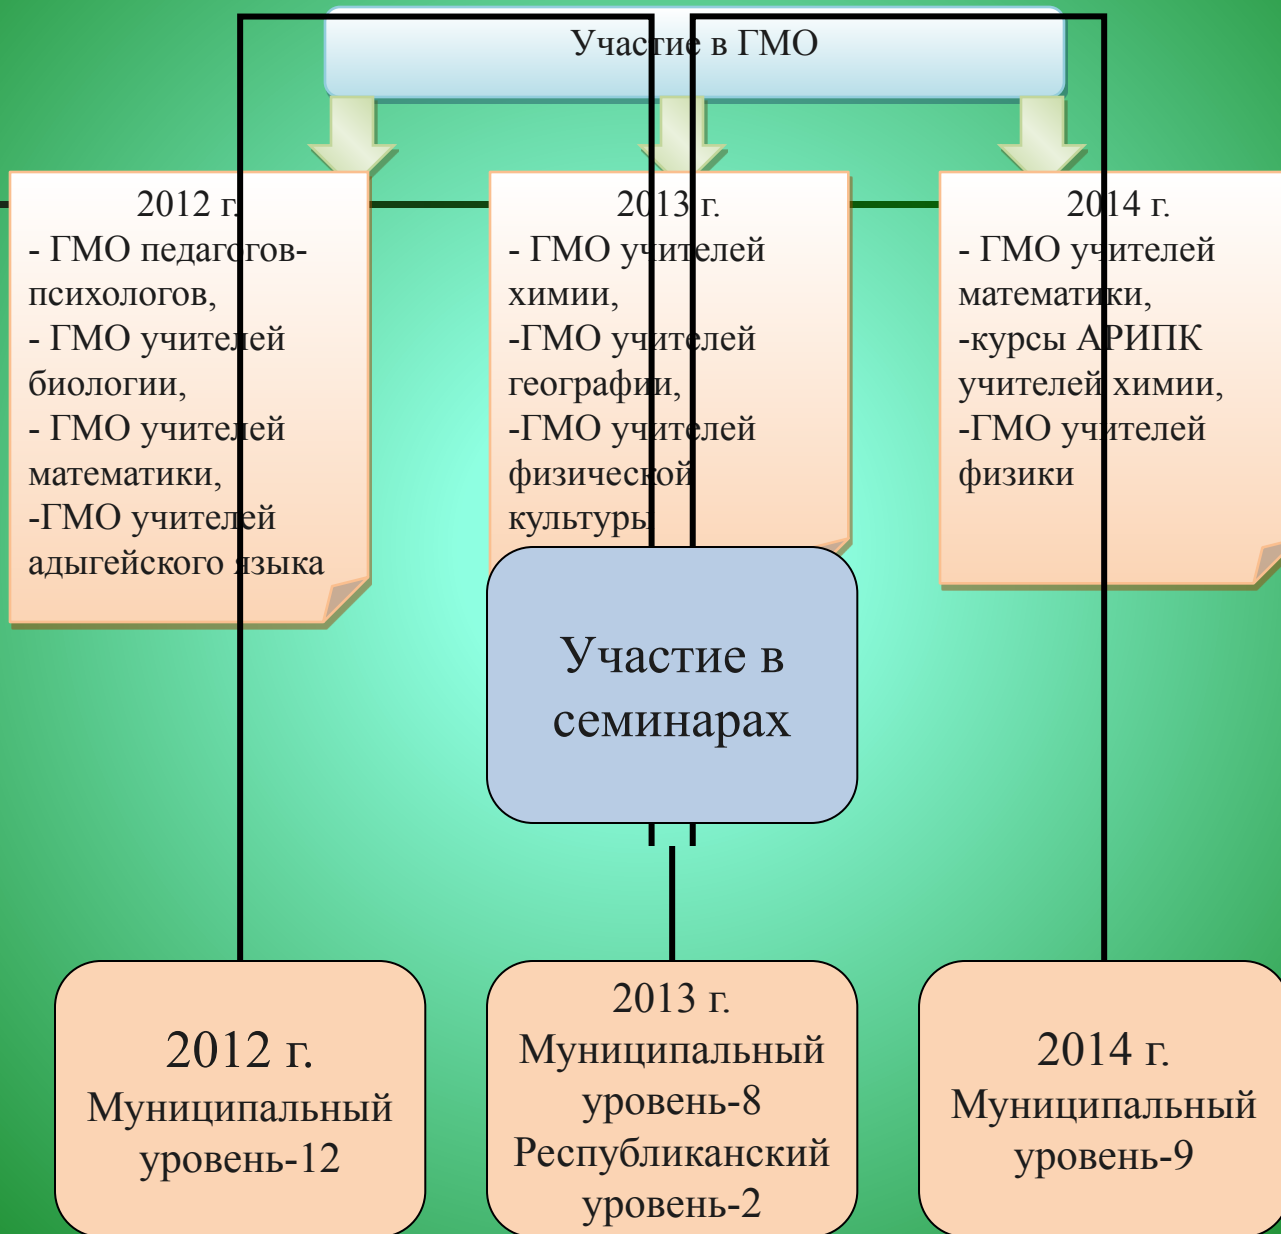 Участие в ГМО
2012 г.
- ГМО педагогов-
психологов,
- ГМО учителей
биологии,
- ГМО учителей
математики,
-ГМО учителей
адыгейского языка
2013 г.
- ГМО учителей
химии,
-ГМО учителей
географии,
-ГМО учителей
физической
культуры
2014 г.
- ГМО учителей
математики,
-курсы АРИПК
учителей химии,
-ГМО учителей
физики
Участие в
семинарах
2012 г.
Муниципальный
уровень-12
2013 г.
Муниципальный
уровень-8
Республиканский
уровень-2
2014 г.
Муниципальный
уровень-9